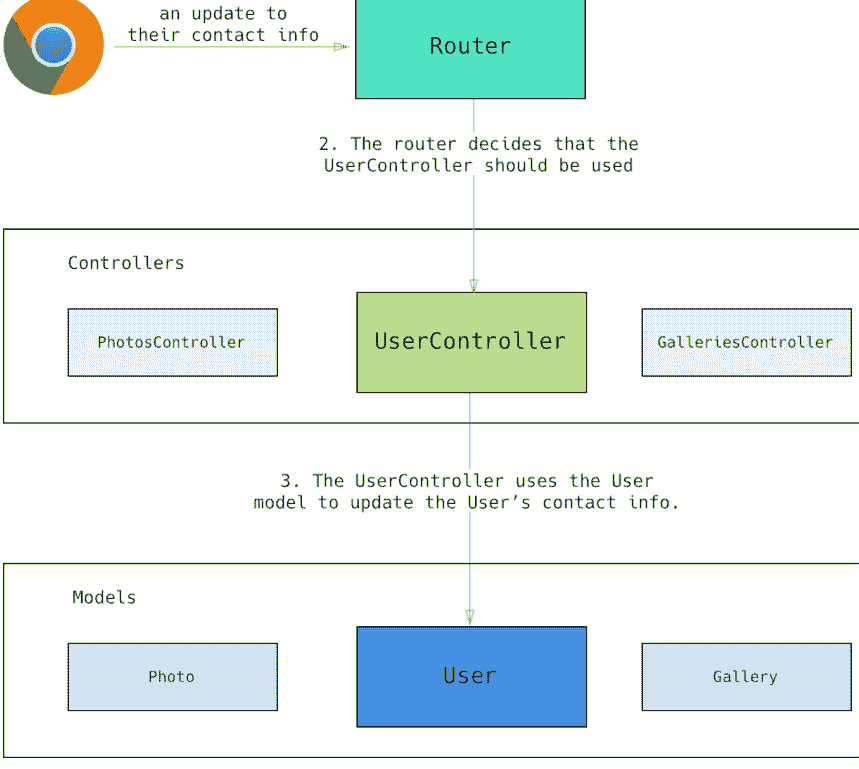 an update to
their contact info
Router
2. The router decides that the
UserController should be used
Controllers
PhotosController
UserController
GalleriesController
3. The UserController uses the User
model to update the User’s contact info.
Models
Photo
User
Gallery